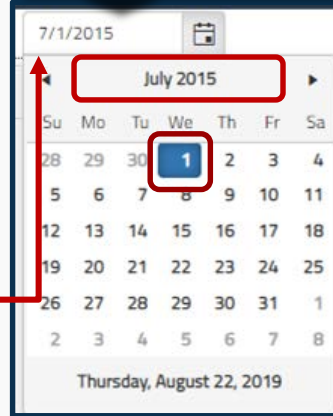 7/1/2015
July 2015
Su Mo Tu We Th Fr Sa
28 29 30 1 2 3 4
5 6 7 8 9 10 11
12 13 14 15 16 17 18
19 20 21 22 23 24 25
26 27 28 29 30 31 1
2 3 4 5 6 7 8
Thursday, August 22, 2019